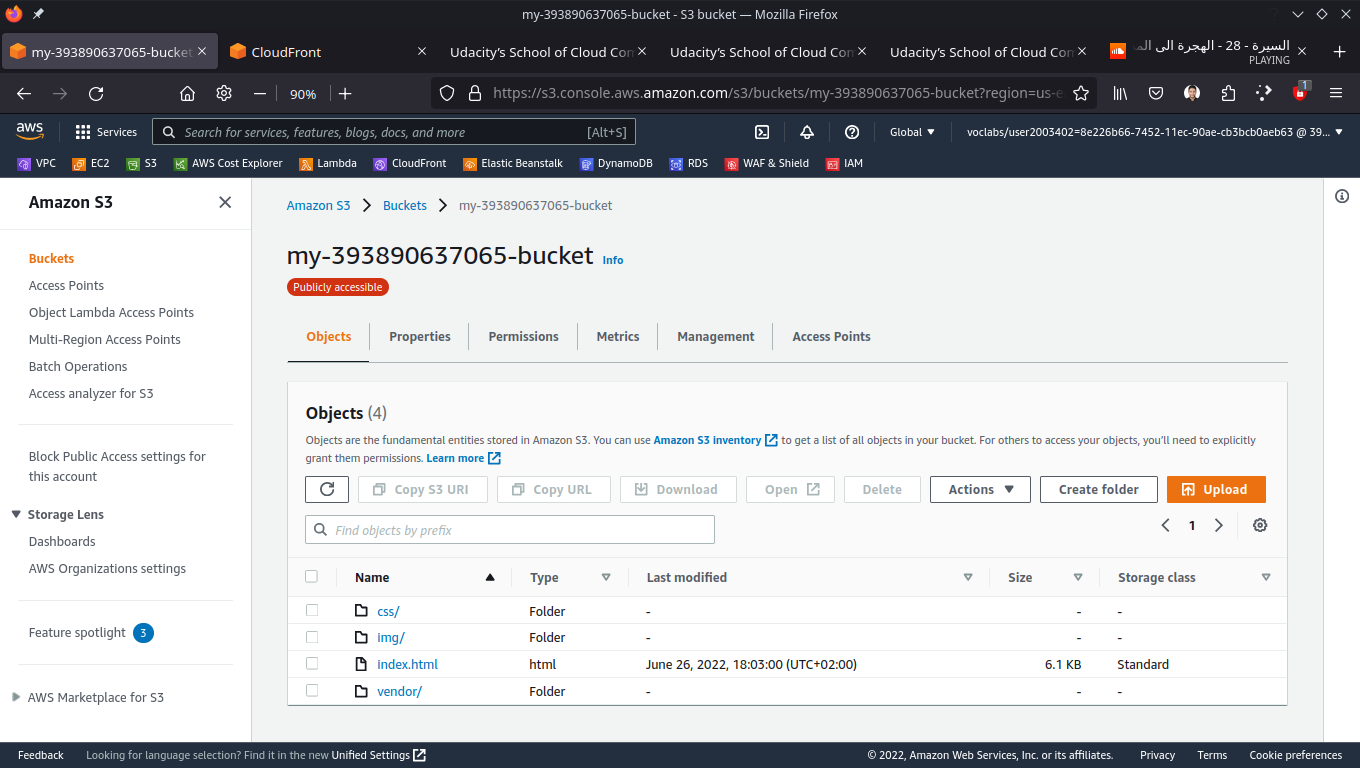 my-393890637065-bucket - S3 bucket — Mozilla Firefox
my-393890637065-bucket
CloudFront
Udacity’s School of Cloud Com
Udacity’s School of Cloud Com
Udacity’s School of Cloud Com
السيرة - 28 - الهجرة الى الم
PLAYING
90%
https://s3.console.aws.amazon.com/s3/buckets/my-393890637065-bucket?region=us-e
1
aws
Services
Search for services, features, blogs, docs, and more [Alt+S]
Global
voclabs/user2003402=8e226b66-7452-11ec-90ae-cb3bcb0aeb63 @ 39...
VPC EC2 S3 AWS Cost Explorer Lambda CloudFront Elastic Beanstalk DynamoDB RDS WAF & Shield IAM
Amazon S3
Buckets
Access Points
Object Lambda Access Points
Multi-Region Access Points
Batch Operations
Access analyzer for S3
Block Public Access settings for
this account
Storage Lens
Dashboards
AWS Organizations settings
Feature spotlight 3
AWS Marketplace for S3
Amazon S3 Buckets my-393890637065-bucket
my-393890637065-bucket Info
Publicly accessible
Objects Properties Permissions Metrics Management Access Points
Objects (4)
Objects are the fundamental entities stored in Amazon S3. You can use Amazon S3 inventory to get a list of all objects in your bucket. For others to access your objects, you’ll need to explicitly
grant them permissions. Learn more
Copy S3 URI Copy URL Download Open Delete Actions Create folder Upload
Find objects by prefix
1
Name Type Last modified Size Storage class
css/ Folder - - -
img/ Folder - - -
index.html html June 26, 2022, 18:03:00 (UTC+02:00) 6.1 KB Standard
vendor/ Folder - - -
Feedback Looking for language selection? Find it in the new Unified Settings © 2022, Amazon Web Services, Inc. or its affiliates. Privacy Terms Cookie preferences